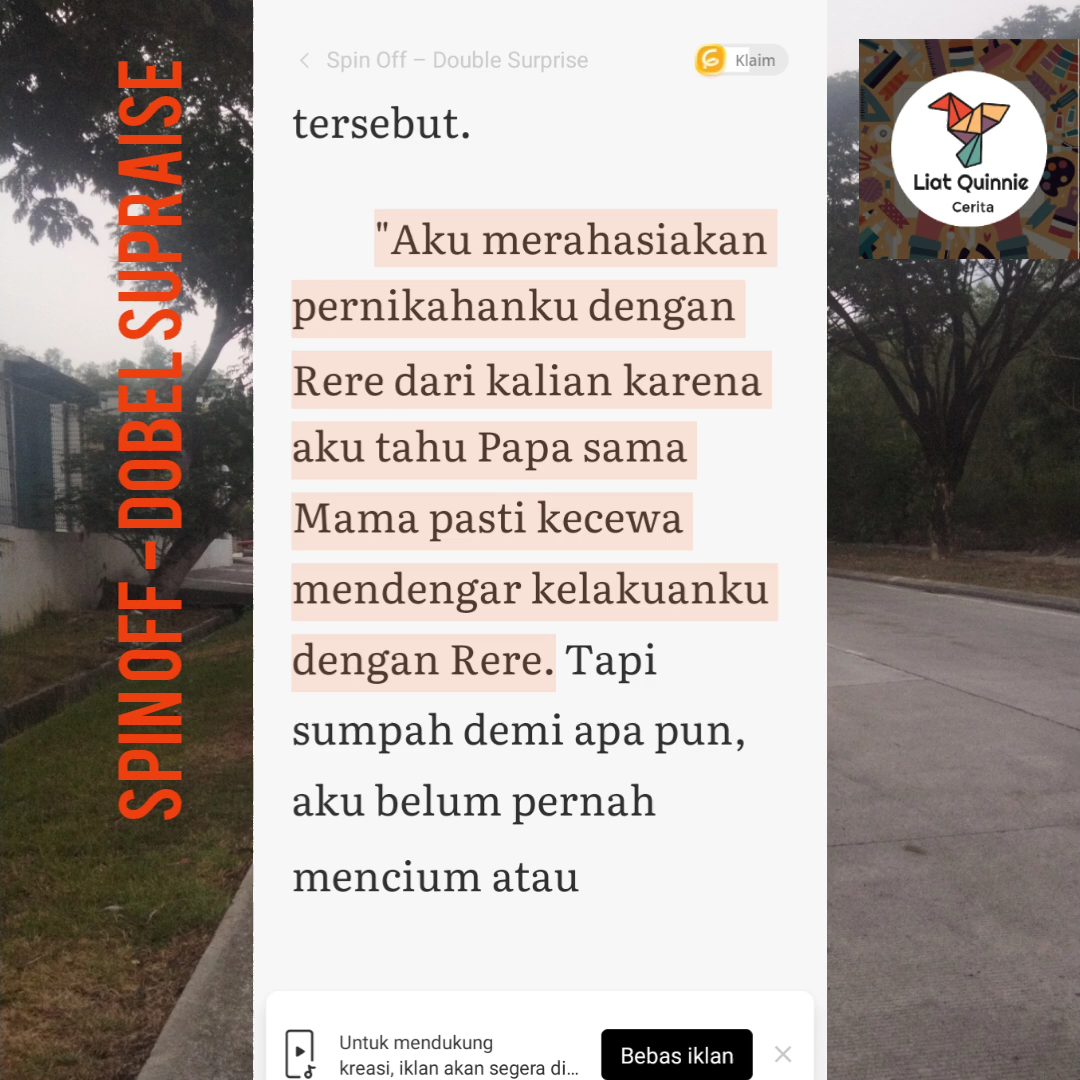 SPIN OFF – DOBEL SUPRAISE
Spin Off – Double Surprise
Klaim
tersebut.
"Aku merahasiakan
pernikahanku dengan
Rere dari kalian karena
aku tahu Papa sama
Mama pasti kecewa
mendengar kelakuanku
dengan Rere. Tapi
sumpah demi apa pun,
aku belum pernah
mencium atau
Untuk mendukung
kreasi, iklan akan segera di...
Bebas iklan
Liat Quinnie
Cerita